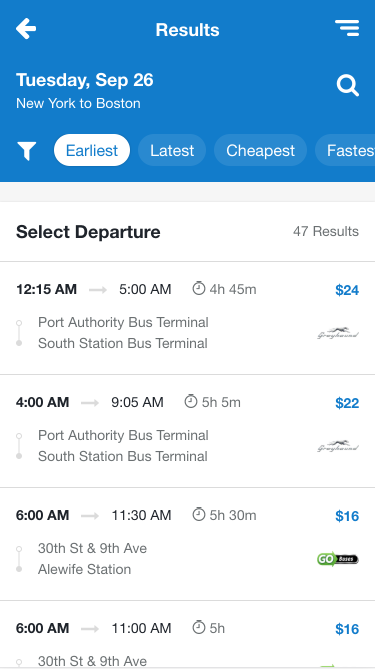 Results
Tuesday, Sep 26
New York to Boston
Earliest Latest Cheapest Fastes
Select Departure 47 Results
12:15 AM 5:00 AM 4h 45m $24
Port Authority Bus Terminal
South Station Bus Terminal
Greyhound
4:00 AM 9:05 AM 5h 5m $22
Port Authority Bus Terminal
South Station Bus Terminal
Greyhound
6:00 AM 11:30 AM 5h 30m $16
30th St & 9th Ave
Alewife Station
GO Buses
6:00 AM 11:00 AM 5h $16
30th St & 9th Ave